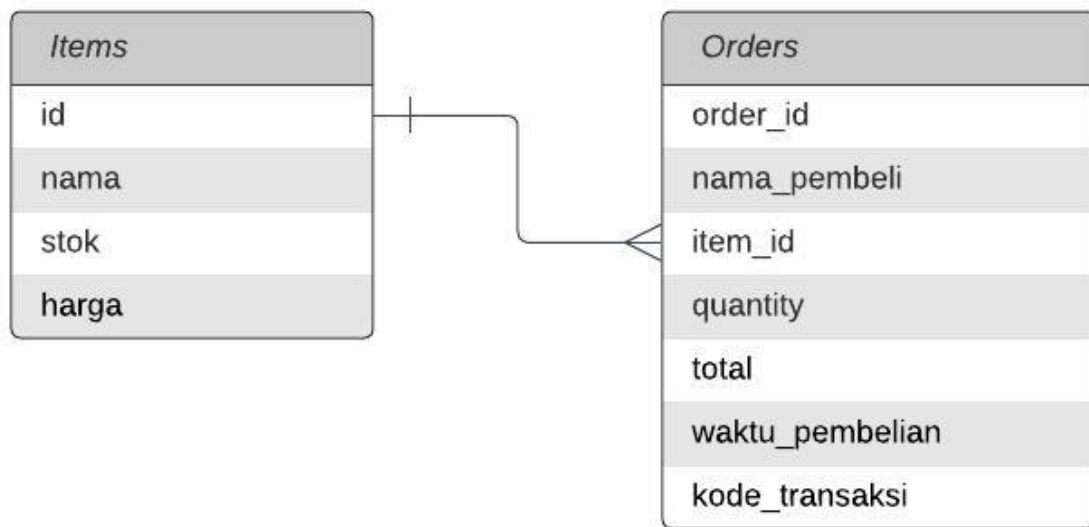 Items
id
nama
stok
harga
Orders
order_id
nama_pembeli
item_id
quantity
total
waktu_pembelian
kode_transaksi